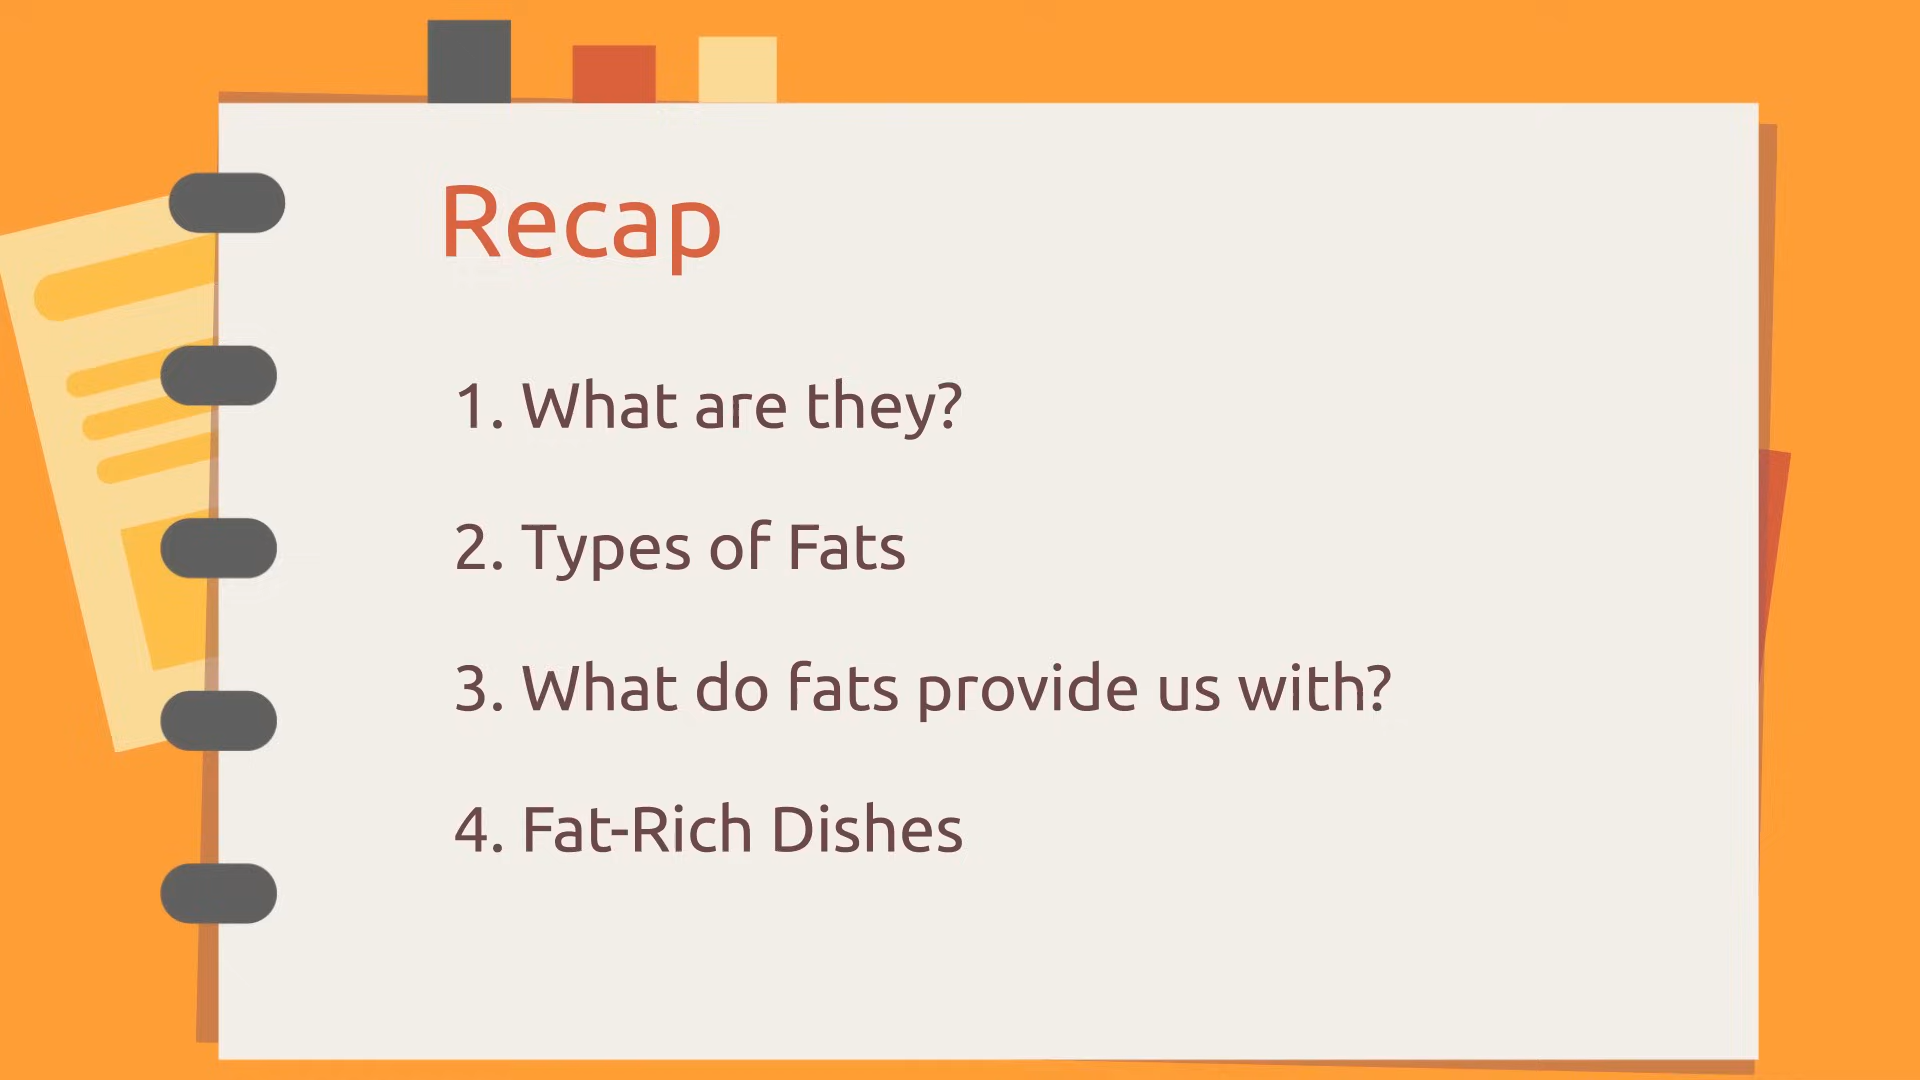 Recap
1. What are they?
2. Types of Fats
3. What do fats provide us with?
4. Fat-Rich Dishes